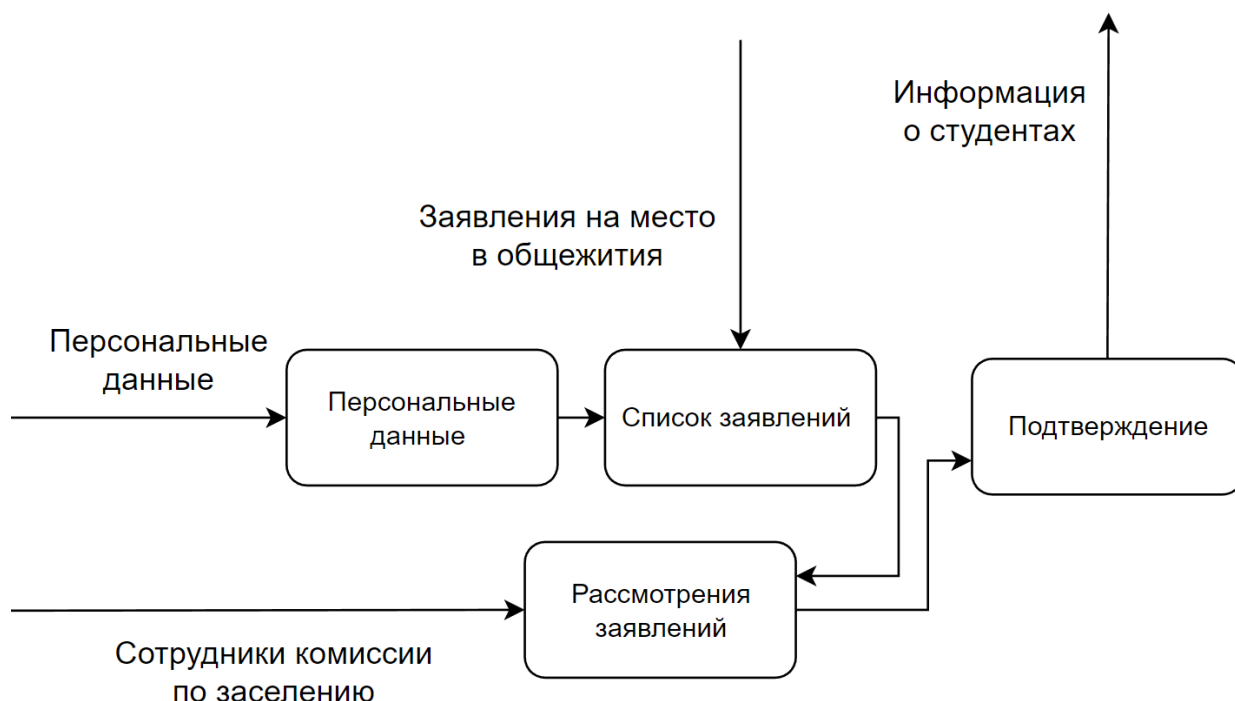 Информация
о студентах
Заявления на место
в общежития
Персональные
данные
Персональные
данные
Список заявлений
Подтверждение
Рассмотрения
заявлений
Сотрудники комиссии
по заселению